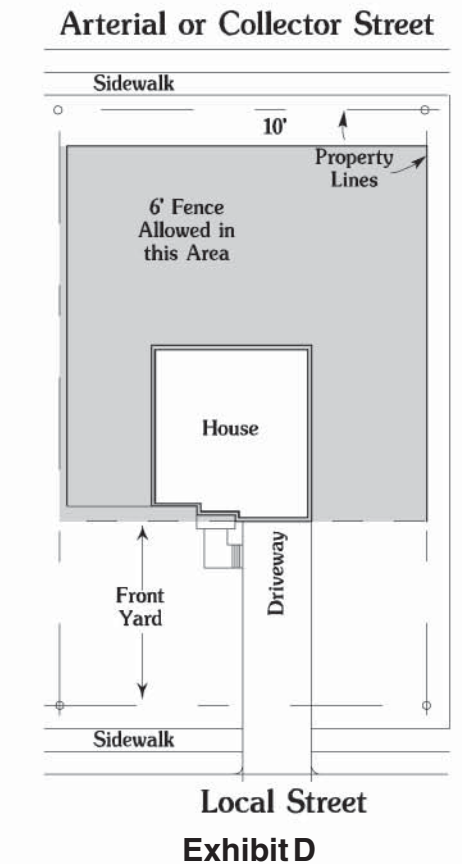 Arterial or Collector Street
Sidewalk
10'
Property
Lines
6' Fence
Allowed in
this Area
House
Driveway
Front
Yard
Sidewalk
Local Street
Exhibit D